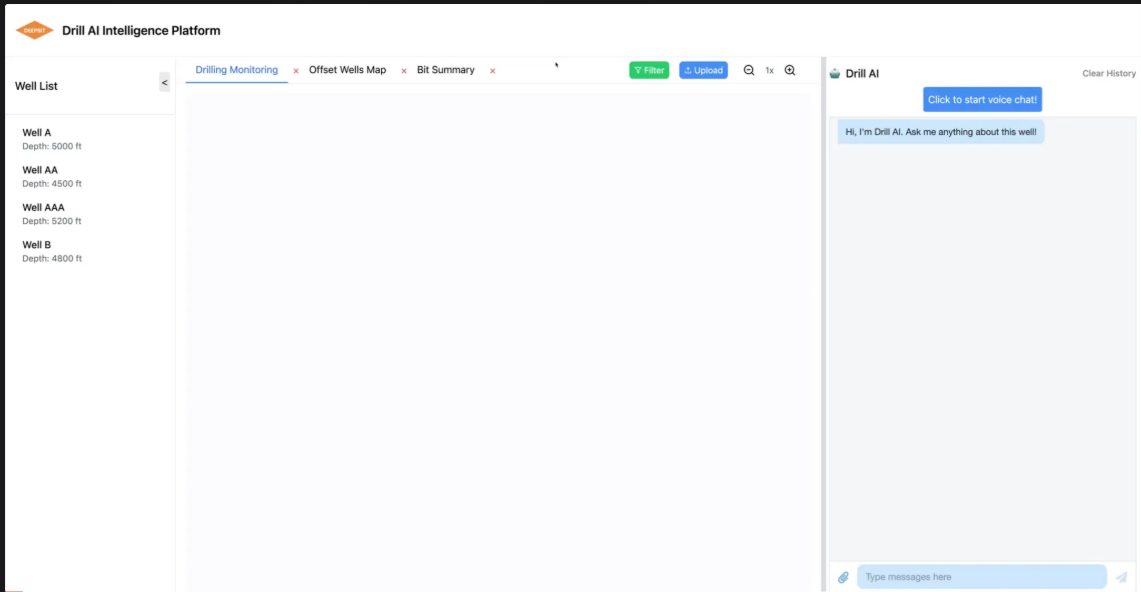 Drill AI Intelligence Platform
Well List
<
Well A
Depth: 5000 ft
Well AA
Depth: 4500 ft
Well AAA
Depth: 5200 ft
Well B
Depth: 4800 ft
Drilling Monitoring × Offset Wells Map × Bit Summary ×
Filter Upload 1x
Drill AI Clear History
Click to start voice chat!
Hi, I'm Drill AI. Ask me anything about this well!
Type messages here